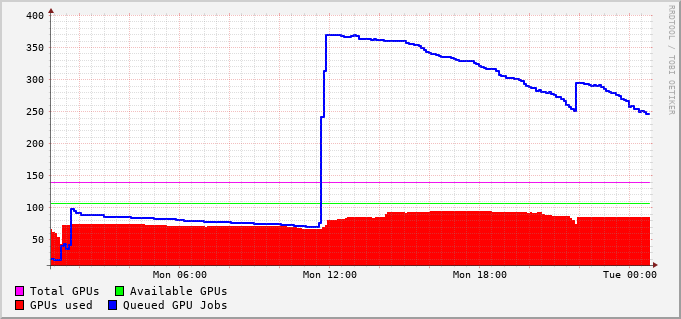 400
350
300
250
200
150
100
50
Mon 06:00 Mon 12:00 Mon 18:00 Tue 00:00
Total GPUs Available GPUs
GPUs used Queued GPU Jobs
RRDTOOL / TOBI OETIKER